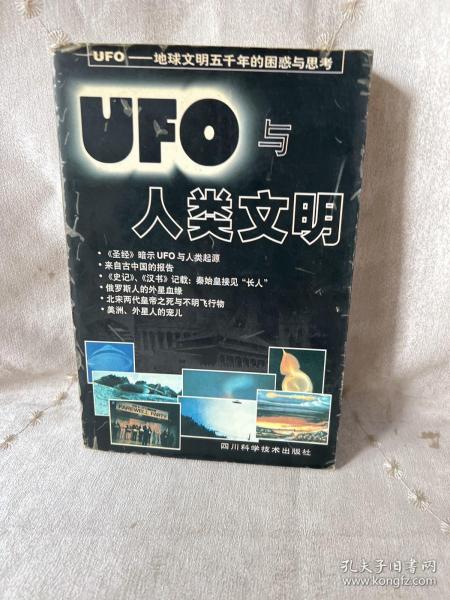 UFO——地球文明五千年的困惑与思考
UFO与
人类文明
·《圣经》暗示UFO与人类起源
·来自古中国的报告
·《史记》、《汉书》记载：秦始皇接见“长人”
·俄罗斯人的外星血缘
·北宋两代皇帝之死与不明飞行物
·美洲、外星人的宠儿
FAREWELL PARTY
四川科学技术出版社
孔夫子旧书网
www.kongfz.com